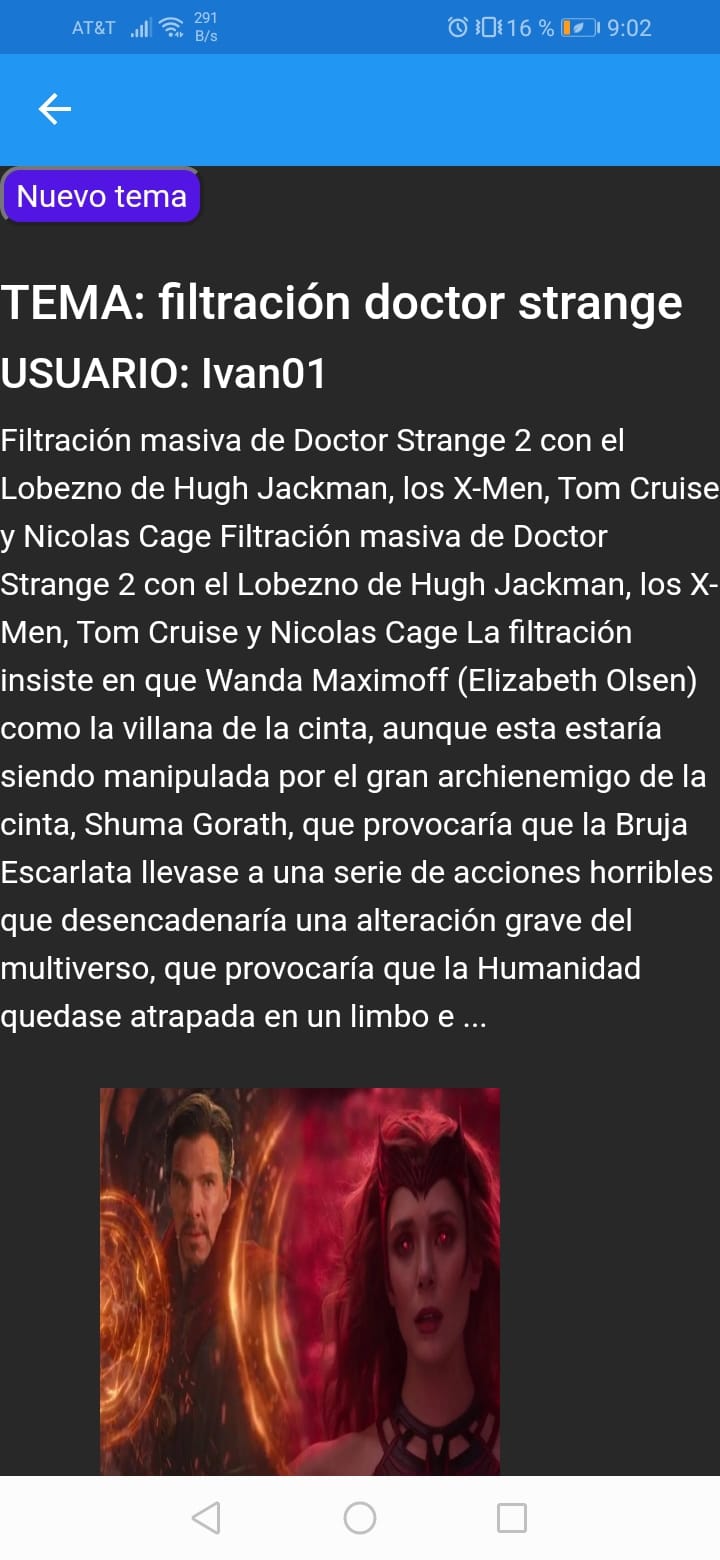 AT&T 291 B/s 16 % 9:02
Nuevo tema
TEMA: filtración doctor strange
USUARIO: Ivan01
Filtración masiva de Doctor Strange 2 con el
Lobezno de Hugh Jackman, los X-Men, Tom Cruise
y Nicolas Cage Filtración masiva de Doctor
Strange 2 con el Lobezno de Hugh Jackman, los X-
Men, Tom Cruise y Nicolas Cage La filtración
insiste en que Wanda Maximoff (Elizabeth Olsen)
como la villana de la cinta, aunque esta estaría
siendo manipulada por el gran archienemigo de la
cinta, Shuma Gorath, que provocaría que la Bruja
Escarlata llevase a una serie de acciones horribles
que desencadenaría una alteración grave del
multiverso, que provocaría que la Humanidad
quedase atrapada en un limbo e ...